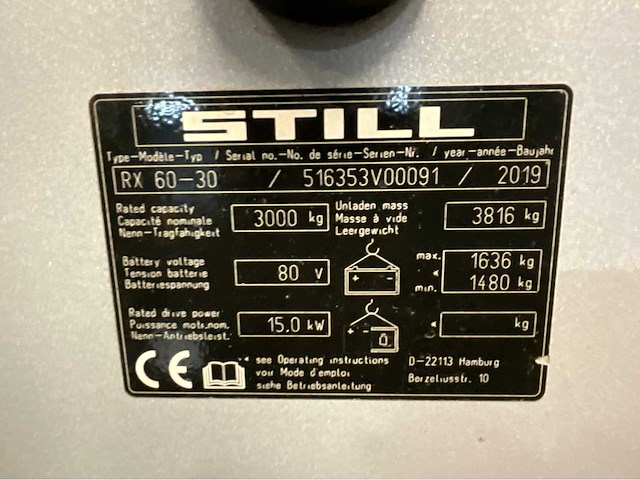 STILL
Type-Modèle-Typ / Serial no.-No. de série-Serien-Nr. / year-année-Baujahr
RX 60-30 / 516353V00091 / 2019
Rated capacity
Capacité nominale
Nenn-Tragfähigkeit
3000 kg
Unladen mass
Masse à vide
Leergewicht
3816 kg
Battery voltage
Tension batterie
Batteriespannung
80 V
+ -
max. 1636 kg
min. 1480 kg
Rated drive power
Puissance motr.nom.
Nenn-Antriebsleist.
15.0 kW
+ -
kg
CE
see Operating instructions
voir Mode d'emploi
siehe Betriebsanleitung
D-22113 Hamburg
Berzeliusstr. 10